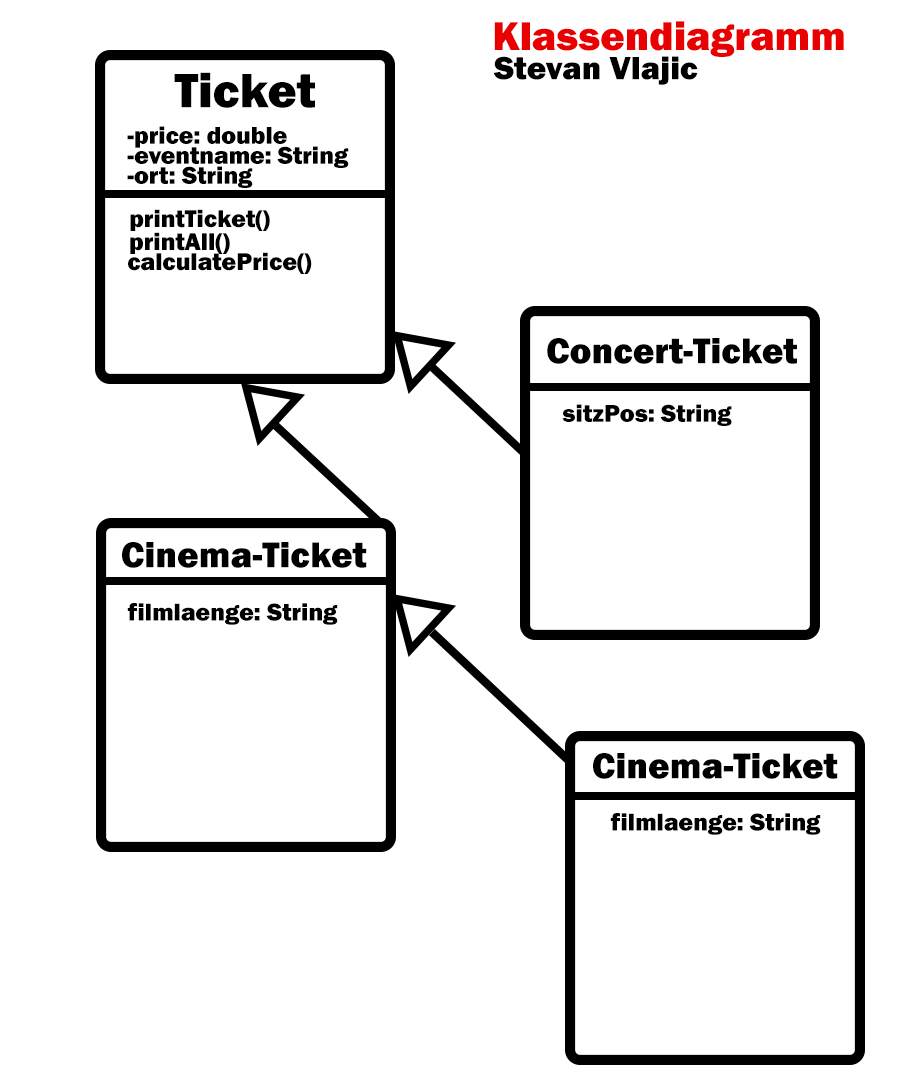 Klassendiagramm
Stevan Vlajic
Ticket
-price: double
-eventname: String
-ort: String
printTicket()
printAll()
calculatePrice()
Concert-Ticket
sitzPos: String
Cinema-Ticket
filmlaenge: String
Cinema-Ticket
filmlaenge: String